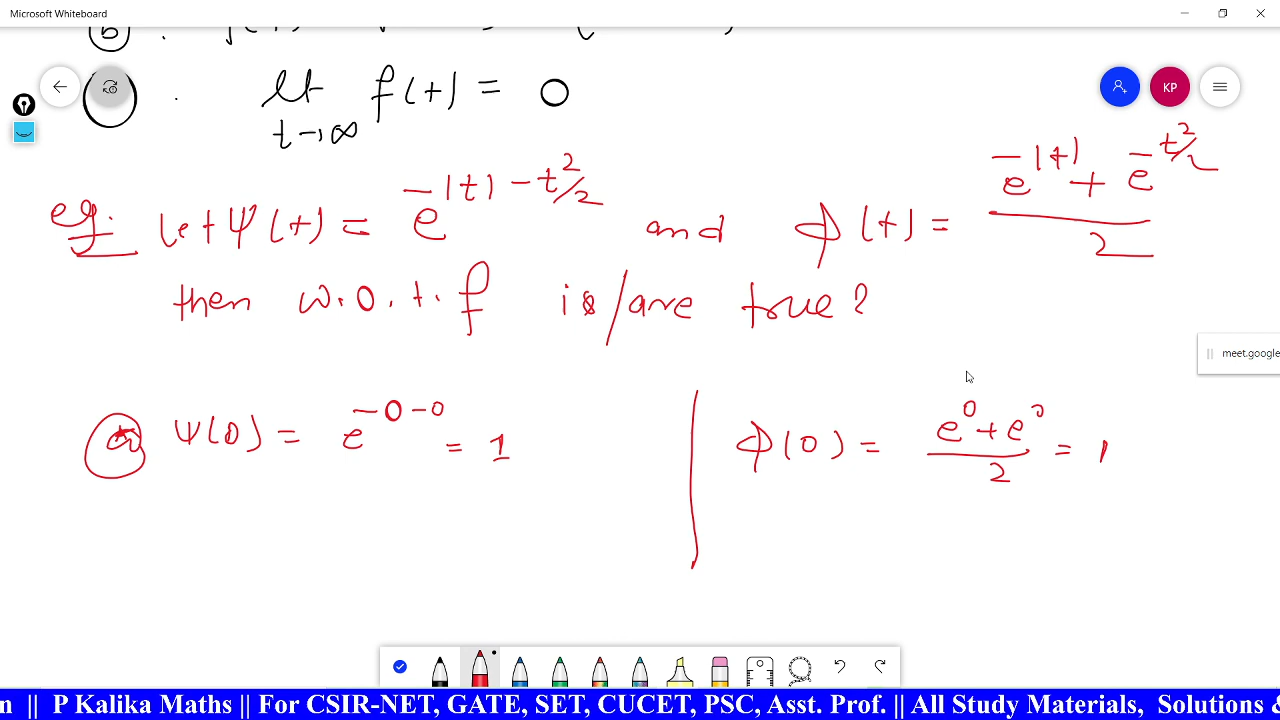 Microsoft Whiteboard
(b)
lt f(t) = 0
t→∞
KP
eg. let ψ(t) = e^{-|t| - t²/2} and φ(t) = (e^{-|t|} + e^{-t²/2})/2
then w.o.t.f is/are true?
meet.google
(a) ψ(0) = e^{-0-0} = 1 | φ(0) = (e^0 + e^0)/2 = 1
n || P Kalika Maths || For CSIR-NET, GATE, SET, CUCET, PSC, Asst. Prof. || All Study Materials, Solutions &